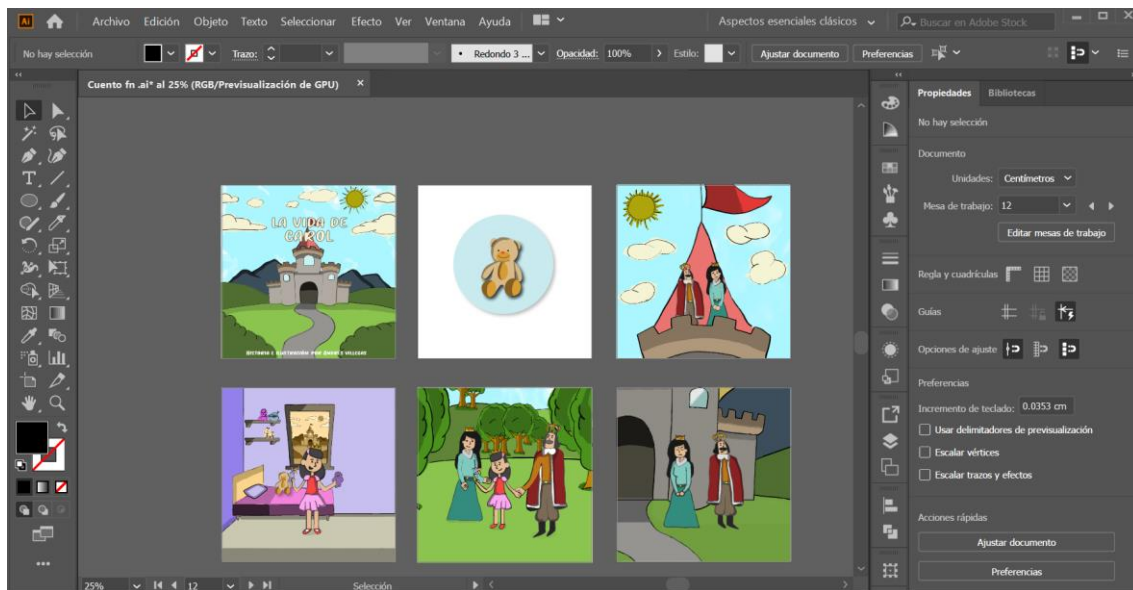 Ai Archivo Edición Objeto Texto Seleccionar Efecto Ver Ventana Ayuda Aspectos esenciales clásicos Buscar en Adobe Stock
No hay selección Trazo: Redondo 3 ... Opacidad: 100% Estilo: Ajustar documento Preferencias
Cuento fn .ai* al 25% (RGB/Previsualización de GPU) ×
Propiedades Bibliotecas
No hay selección
Documento
Unidades: Centímetros
Mesa de trabajo: 12
Editar mesas de trabajo
Regla y cuadrículas
Guías
Opciones de ajuste
Preferencias
Incremento de teclado: 0.0353 cm
Usar delimitadores de previsualización
Escalar vértices
Escalar trazos y efectos
Acciones rápidas
Ajustar documento
Preferencias
LA VIDA DE
CAROL
25% 12 Selección